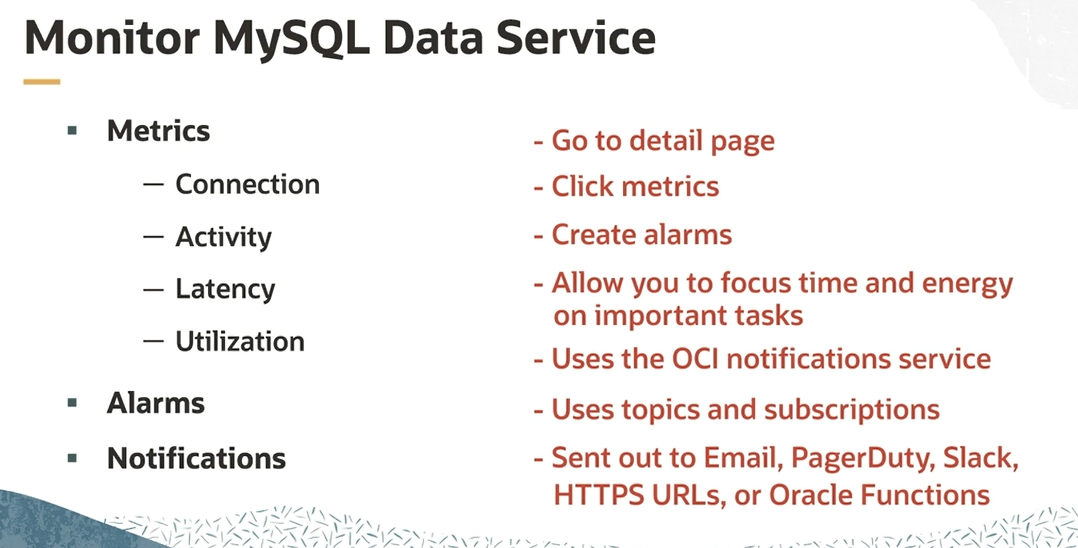 Monitor MySQL Data Service
▪ Metrics
— Connection
— Activity
— Latency
— Utilization
▪ Alarms
▪ Notifications
- Go to detail page
- Click metrics
- Create alarms
- Allow you to focus time and energy
on important tasks
- Uses the OCI notifications service
- Uses topics and subscriptions
- Sent out to Email, PagerDuty, Slack,
HTTPS URLs, or Oracle Functions